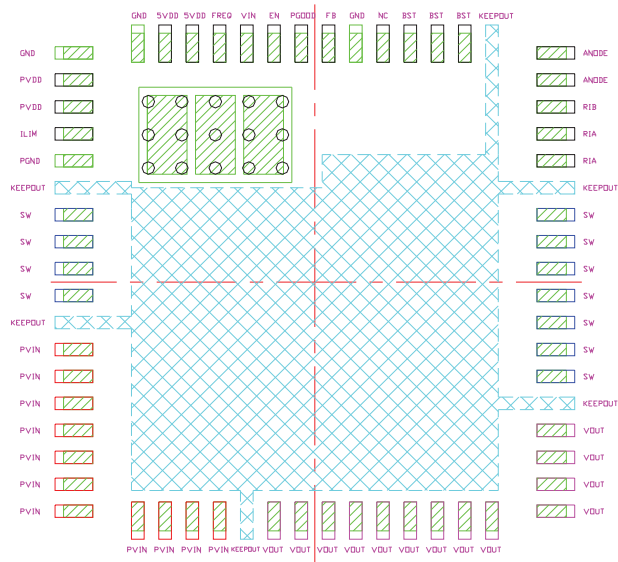 GND 5VDD 5VDD FREQ VIN EN PGOOD FB GND NC BST BST BST KEEPOUT
GND ANODE
PVDD ANODE
PVDD RIB
ILIM RIA
PGND RIA
KEEPOUT KEEPOUT
SW SW
SW SW
SW SW
SW SW
KEEPOUT SW
PVIN SW
PVIN SW
PVIN KEEPOUT
PVIN VOUT
PVIN VOUT
PVIN VOUT
PVIN VOUT
PVIN PVIN PVIN PVIN KEEPOUT VOUT VOUT VOUT VOUT VOUT VOUT VOUT VOUT VOUT